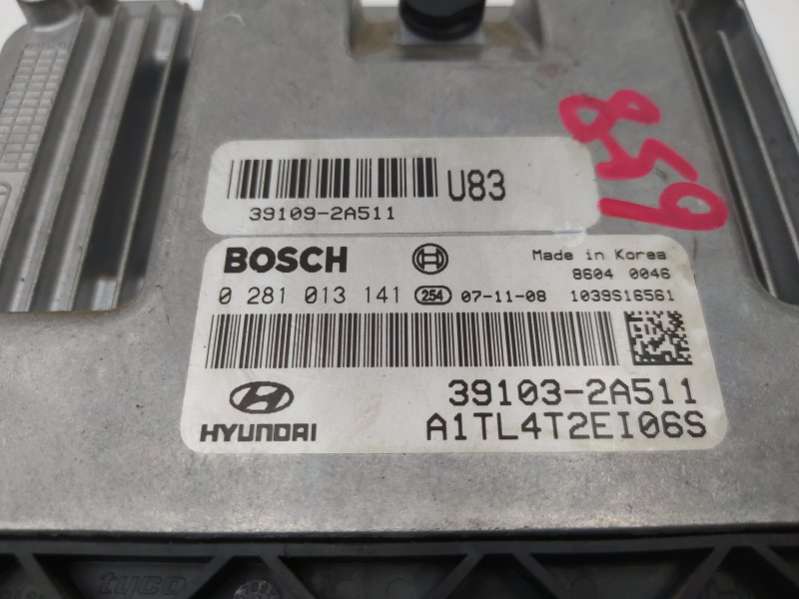 859
U83
39109-2A511
BOSCH
Made in Korea
8604 0046
0 281 013 141 254 07-11-08 1039S16561
39103-2A511
HYUNDAI
A1TL4T2EI06S
tyco